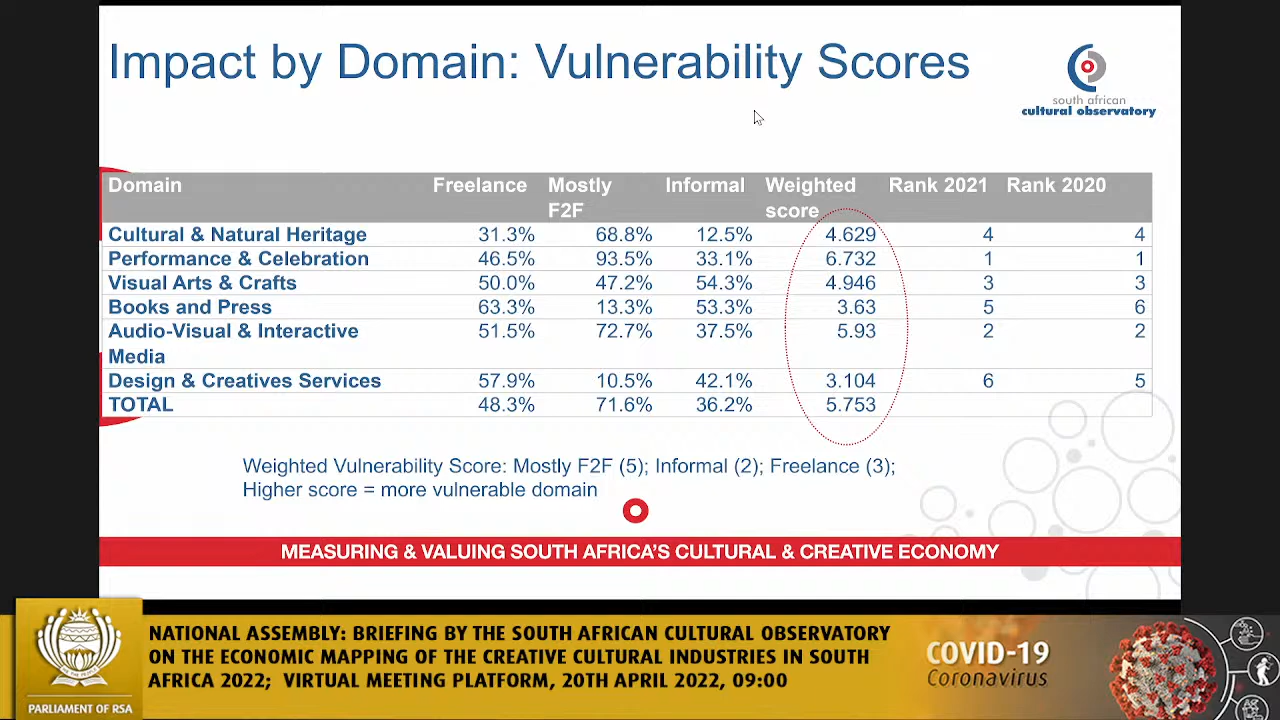 Impact by Domain: Vulnerability Scores
south african
cultural observatory
Domain Freelance Mostly F2F Informal Weighted score Rank 2021 Rank 2020
Cultural & Natural Heritage 31.3% 68.8% 12.5% 4.629 4 4
Performance & Celebration 46.5% 93.5% 33.1% 6.732 1 1
Visual Arts & Crafts 50.0% 47.2% 54.3% 4.946 3 3
Books and Press 63.3% 13.3% 53.3% 3.63 5 6
Audio-Visual & Interactive Media 51.5% 72.7% 37.5% 5.93 2 2
Design & Creatives Services 57.9% 10.5% 42.1% 3.104 6 5
TOTAL 48.3% 71.6% 36.2% 5.753
Weighted Vulnerability Score: Mostly F2F (5); Informal (2); Freelance (3);
Higher score = more vulnerable domain
MEASURING & VALUING SOUTH AFRICA'S CULTURAL & CREATIVE ECONOMY
NATIONAL ASSEMBLY: BRIEFING BY THE SOUTH AFRICAN CULTURAL OBSERVATORY
ON THE ECONOMIC MAPPING OF THE CREATIVE CULTURAL INDUSTRIES IN SOUTH
AFRICA 2022; VIRTUAL MEETING PLATFORM, 20TH APRIL 2022, 09:00
PARLIAMENT OF RSA
COVID-19
Coronavirus